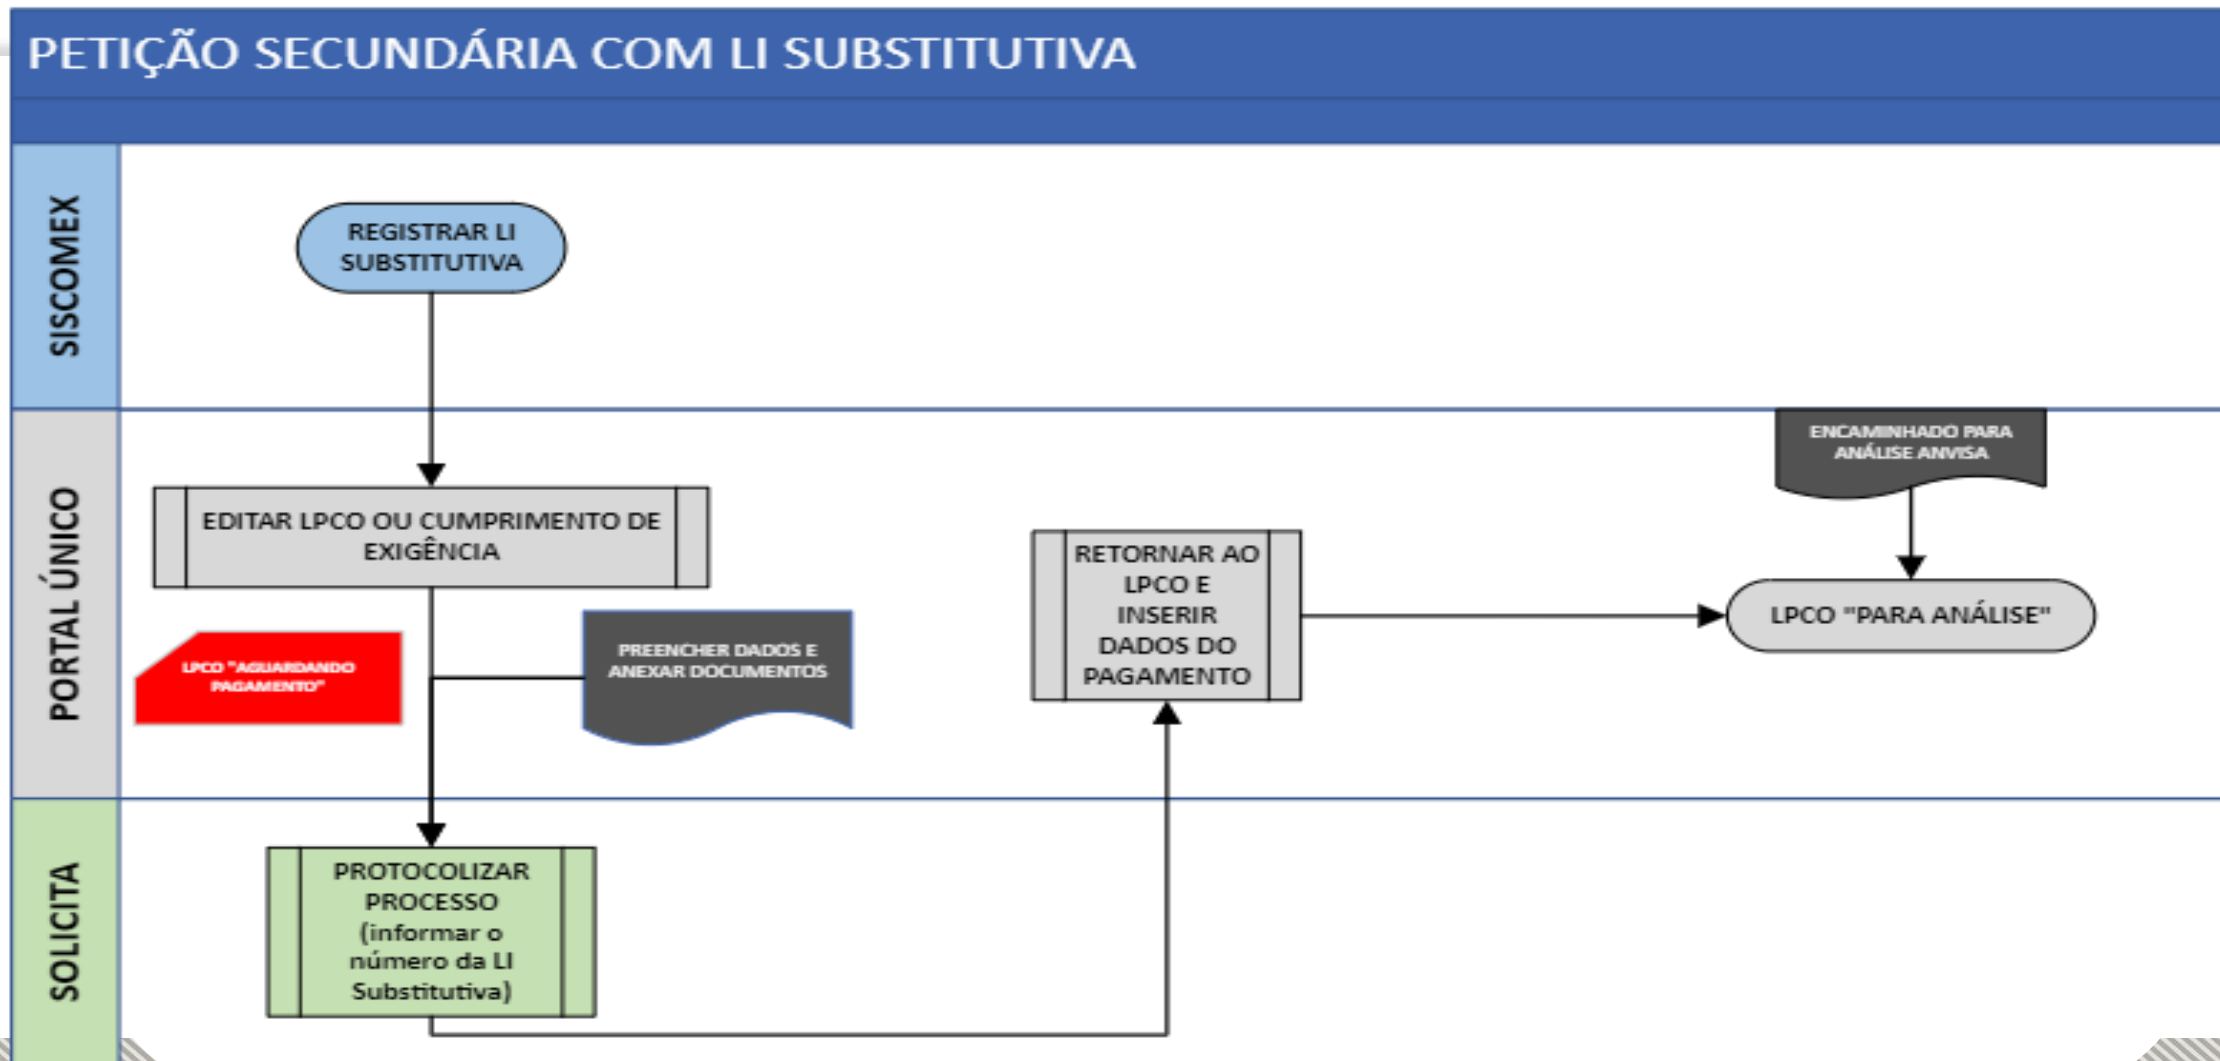 PETIÇÃO SECUNDÁRIA COM LI SUBSTITUTIVA
SISCOMEX
REGISTRAR LI
SUBSTITUTIVA
PORTAL ÚNICO
EDITAR LPCO OU CUMPRIMENTO DE
EXIGÊNCIA
LPCO "AGUARDANDO
PAGAMENTO"
PREENCHER DADOS E
ANEXAR DOCUMENTOS
RETORNAR AO
LPCO E
INSERIR
DADOS DO
PAGAMENTO
ENCAMINHADO PARA
ANÁLISE ANVISA
LPCO "PARA ANÁLISE"
SOLICITA
PROTOCOLIZAR
PROCESSO
(informar o
número da LI
Substitutiva)